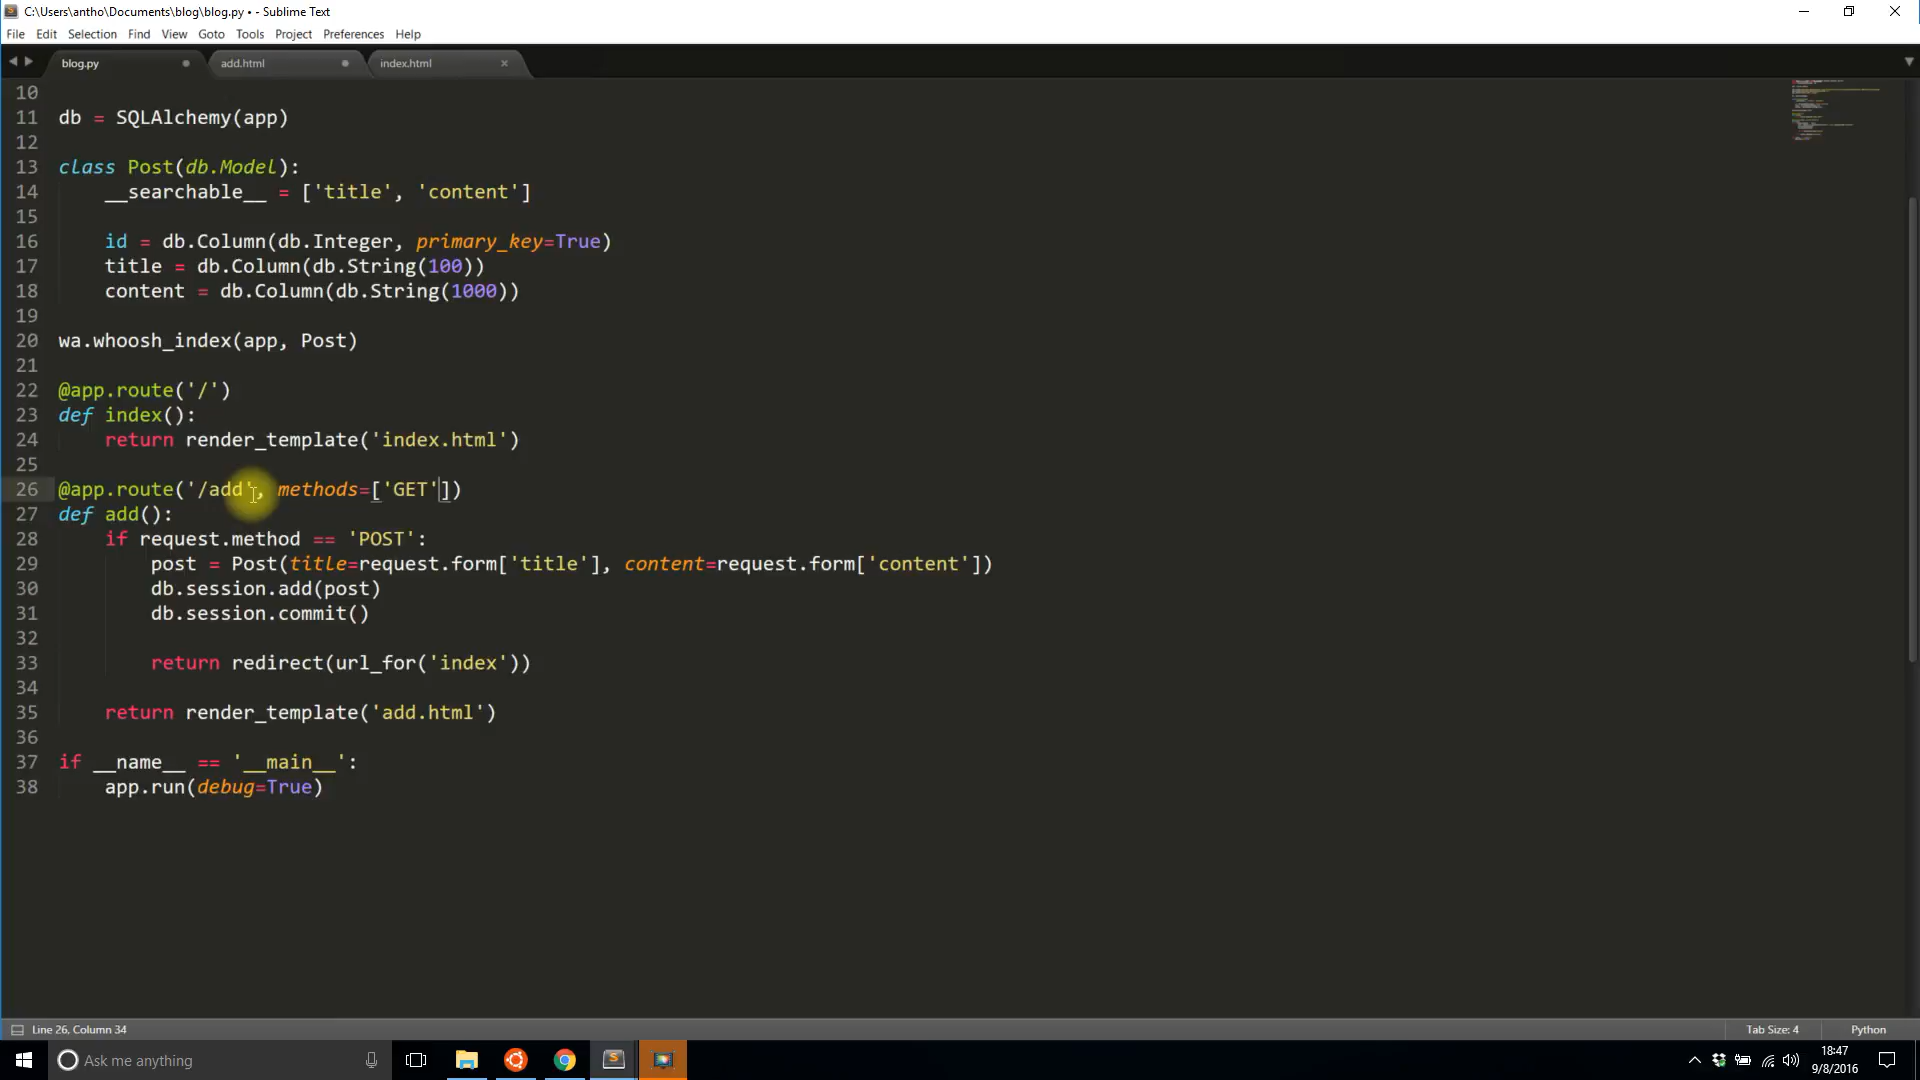 C:\Users\antho\Documents\blog\blog.py • - Sublime Text
File Edit Selection Find View Goto Tools Project Preferences Help
blog.py add.html index.html
10
11 db = SQLAlchemy(app)
12
13 class Post(db.Model):
14 __searchable__ = ['title', 'content']
15
16 id = db.Column(db.Integer, primary_key=True)
17 title = db.Column(db.String(100))
18 content = db.Column(db.String(1000))
19
20 wa.whoosh_index(app, Post)
21
22 @app.route('/')
23 def index():
24 return render_template('index.html')
25
26 @app.route('/add', methods=['GET'])
27 def add():
28 if request.method == 'POST':
29 post = Post(title=request.form['title'], content=request.form['content'])
30 db.session.add(post)
31 db.session.commit()
32
33 return redirect(url_for('index'))
34
35 return render_template('add.html')
36
37 if __name__ == '__main__':
38 app.run(debug=True)
Line 26, Column 34 Tab Size: 4 Python
Ask me anything 18:47
9/8/2016